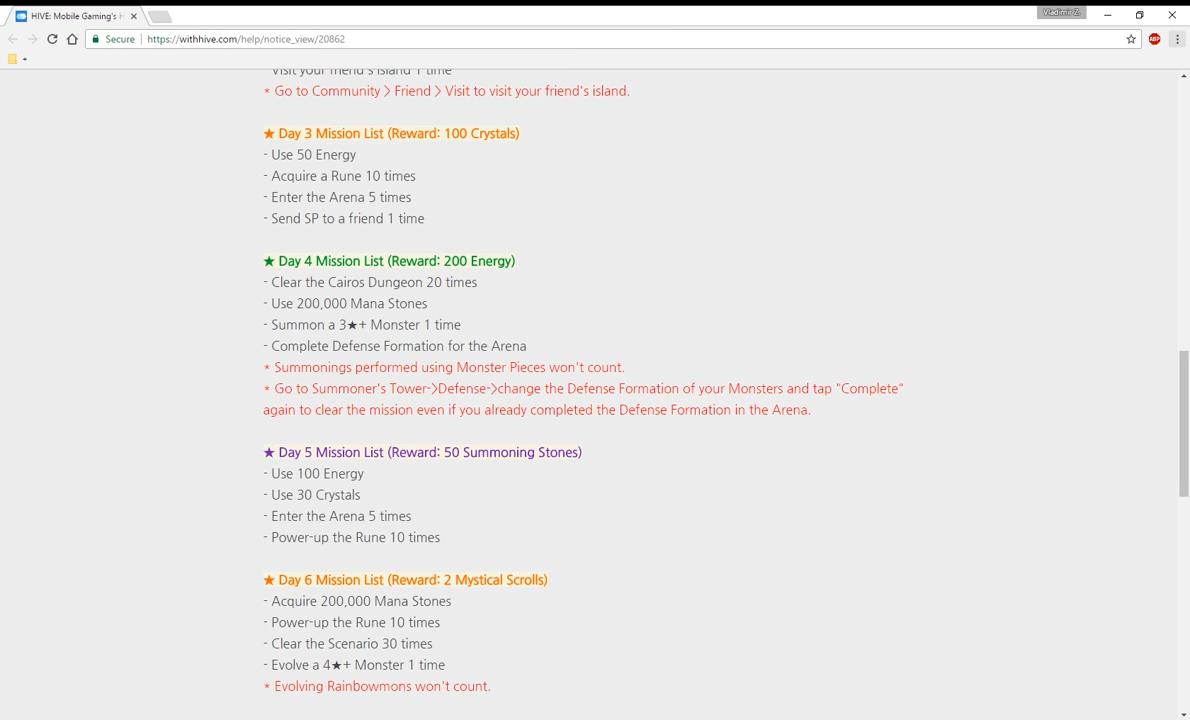 HIVE: Mobile Gaming's H
Vladimir Z.
Secure
https://withhive.com/help/notice_view/20862
ABP
- Visit your friend's island 1 time
* Go to Community > Friend > Visit to visit your friend's island.
★ Day 3 Mission List (Reward: 100 Crystals)
- Use 50 Energy
- Acquire a Rune 10 times
- Enter the Arena 5 times
- Send SP to a friend 1 time
★ Day 4 Mission List (Reward: 200 Energy)
- Clear the Cairos Dungeon 20 times
- Use 200,000 Mana Stones
- Summon a 3★+ Monster 1 time
- Complete Defense Formation for the Arena
* Summonings performed using Monster Pieces won't count.
* Go to Summoner's Tower->Defense->change the Defense Formation of your Monsters and tap "Complete"
again to clear the mission even if you already completed the Defense Formation in the Arena.
★ Day 5 Mission List (Reward: 50 Summoning Stones)
- Use 100 Energy
- Use 30 Crystals
- Enter the Arena 5 times
- Power-up the Rune 10 times
★ Day 6 Mission List (Reward: 2 Mystical Scrolls)
- Acquire 200,000 Mana Stones
- Power-up the Rune 10 times
- Clear the Scenario 30 times
- Evolve a 4★+ Monster 1 time
* Evolving Rainbowmons won't count.